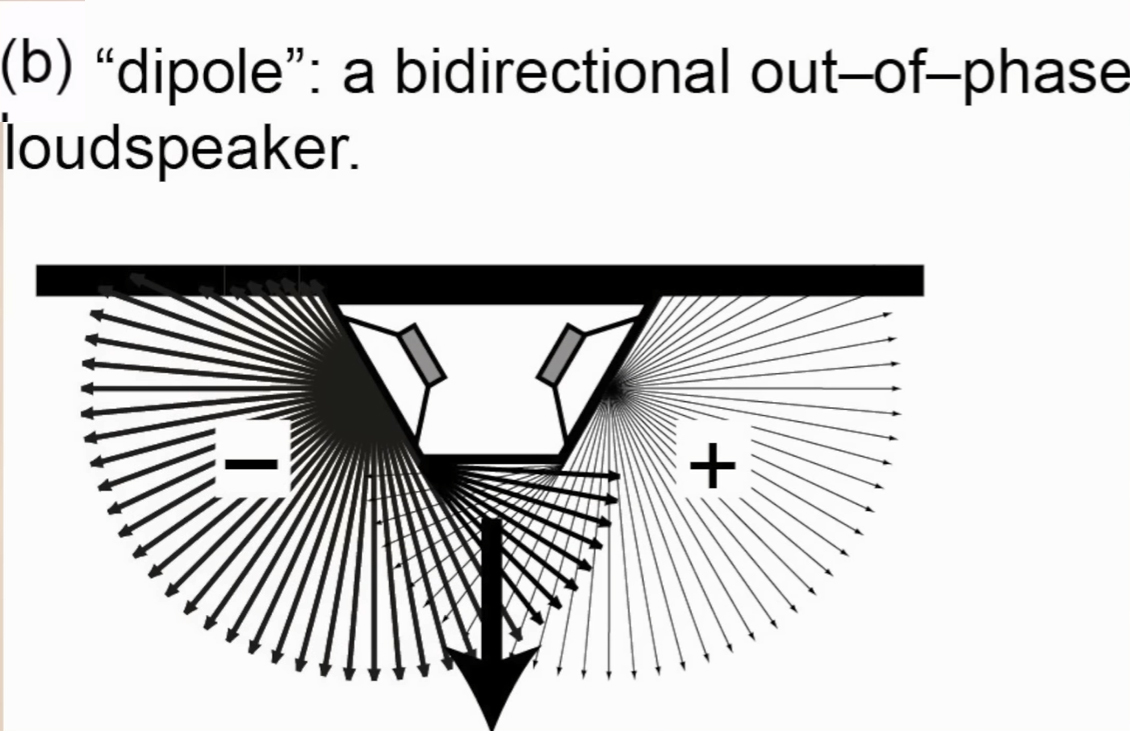 (b) “dipole”: a bidirectional out–of–phase
loudspeaker.
− +